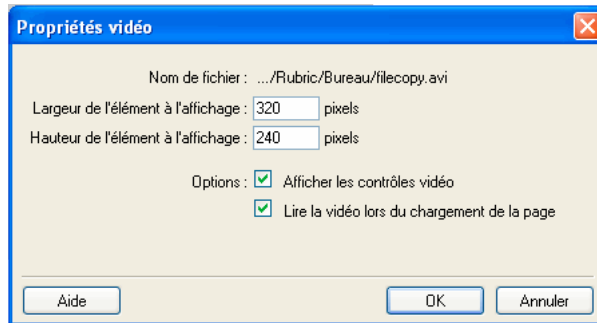 Propriétés vidéo
Nom de fichier : .../Rubric/Bureau/filecopy.avi
Largeur de l'élément à l'affichage : 320 pixels
Hauteur de l'élément à l'affichage : 240 pixels
Options : Afficher les contrôles vidéo
Lire la vidéo lors du chargement de la page
Aide OK Annuler